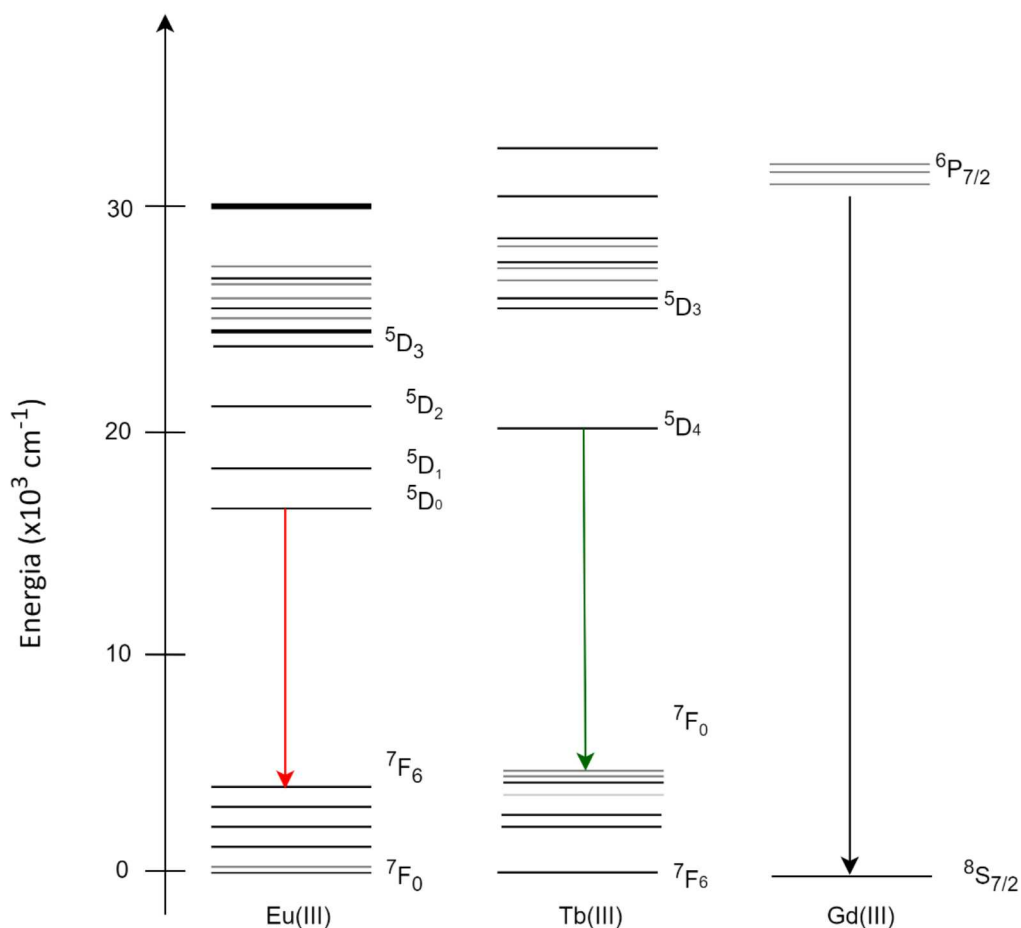 Energia (x10³ cm⁻¹)
30
20
10
0
⁵D₃
⁵D₂
⁵D₁
⁵D₀
⁷F₆
⁷F₀
Eu(III)
⁵D₃
⁵D₄
⁷F₀
⁷F₆
Tb(III)
⁶P₇/₂
⁸S₇/₂
Gd(III)